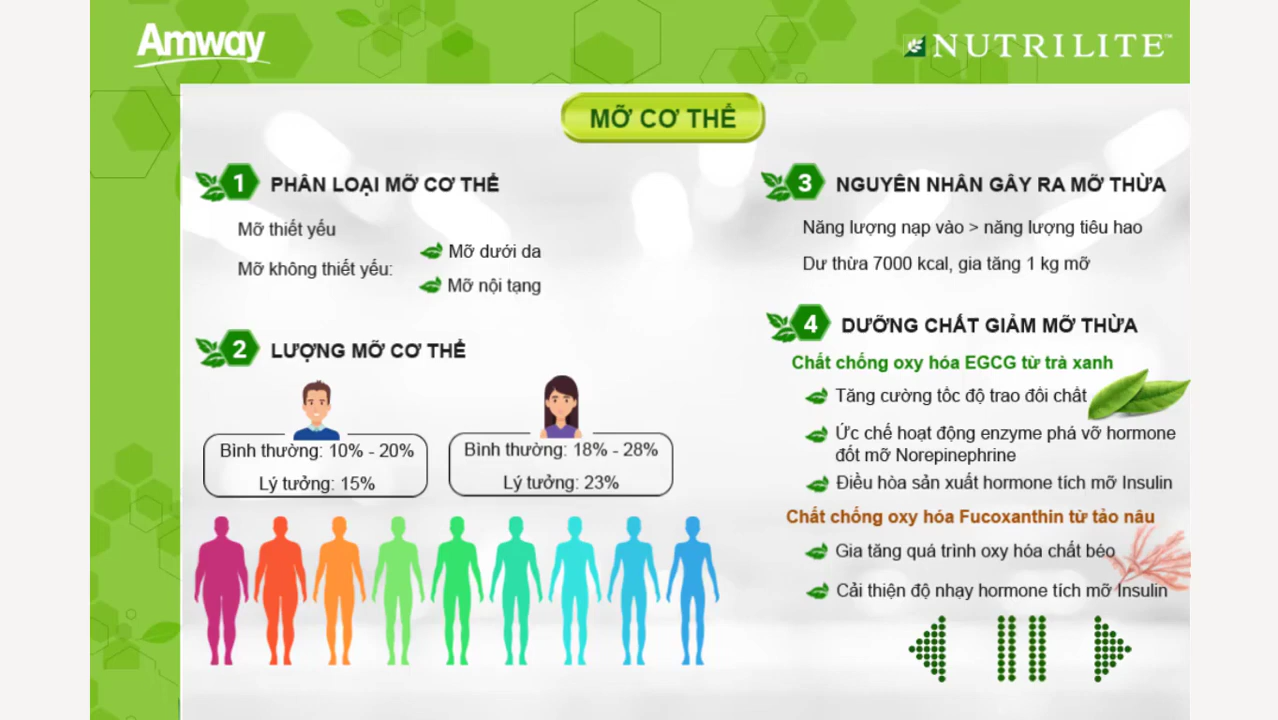 Amway
NUTRILITE™
MỠ CƠ THỂ
1
PHÂN LOẠI MỠ CƠ THỂ
Mỡ thiết yếu
Mỡ không thiết yếu:
Mỡ dưới da
Mỡ nội tạng
2
LƯỢNG MỠ CƠ THỂ
Bình thường: 10% - 20%
Lý tưởng: 15%
Bình thường: 18% - 28%
Lý tưởng: 23%
3
NGUYÊN NHÂN GÂY RA MỠ THỪA
Năng lượng nạp vào > năng lượng tiêu hao
Dư thừa 7000 kcal, gia tăng 1 kg mỡ
4
DƯỠNG CHẤT GIẢM MỠ THỪA
Chất chống oxy hóa EGCG từ trà xanh
Tăng cường tốc độ trao đổi chất
Ức chế hoạt động enzyme phá vỡ hormone
đốt mỡ Norepinephrine
Điều hòa sản xuất hormone tích mỡ Insulin
Chất chống oxy hóa Fucoxanthin từ tảo nâu
Gia tăng quá trình oxy hóa chất béo
Cải thiện độ nhạy hormone tích mỡ Insulin